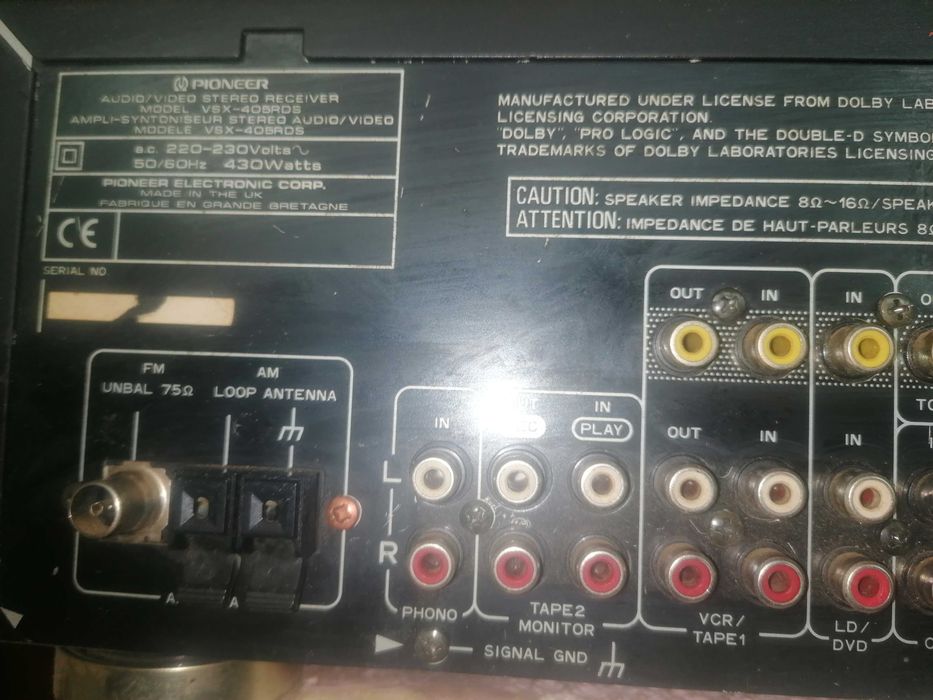 PIONEER
AUDIO/VIDEO STEREO RECEIVER
MODEL VSX-405RDS
AMPLI-SYNTONISEUR STEREO AUDIO/VIDEO
MODELE VSX-405RDS
a.c. 220-230Volts~
50/60Hz 430Watts
PIONEER ELECTRONIC CORP.
MADE IN THE UK
FABRIQUE EN GRANDE BRETAGNE
CE
SERIAL NO.
MANUFACTURED UNDER LICENSE FROM DOLBY LAB
LICENSING CORPORATION.
"DOLBY", "PRO LOGIC", AND THE DOUBLE-D SYMBO
TRADEMARKS OF DOLBY LABORATORIES LICENSING
CAUTION: SPEAKER IMPEDANCE 8Ω~16Ω/SPEAK
ATTENTION: IMPEDANCE DE HAUT-PARLEURS 8Ω
OUT IN IN
FM AM
UNBAL 75Ω LOOP ANTENNA
IN IN
PLAY
OUT IN IN
L
R
A A
PHONO
TAPE2
MONITOR
VCR/
TAPE1
LD/
DVD
SIGNAL GND